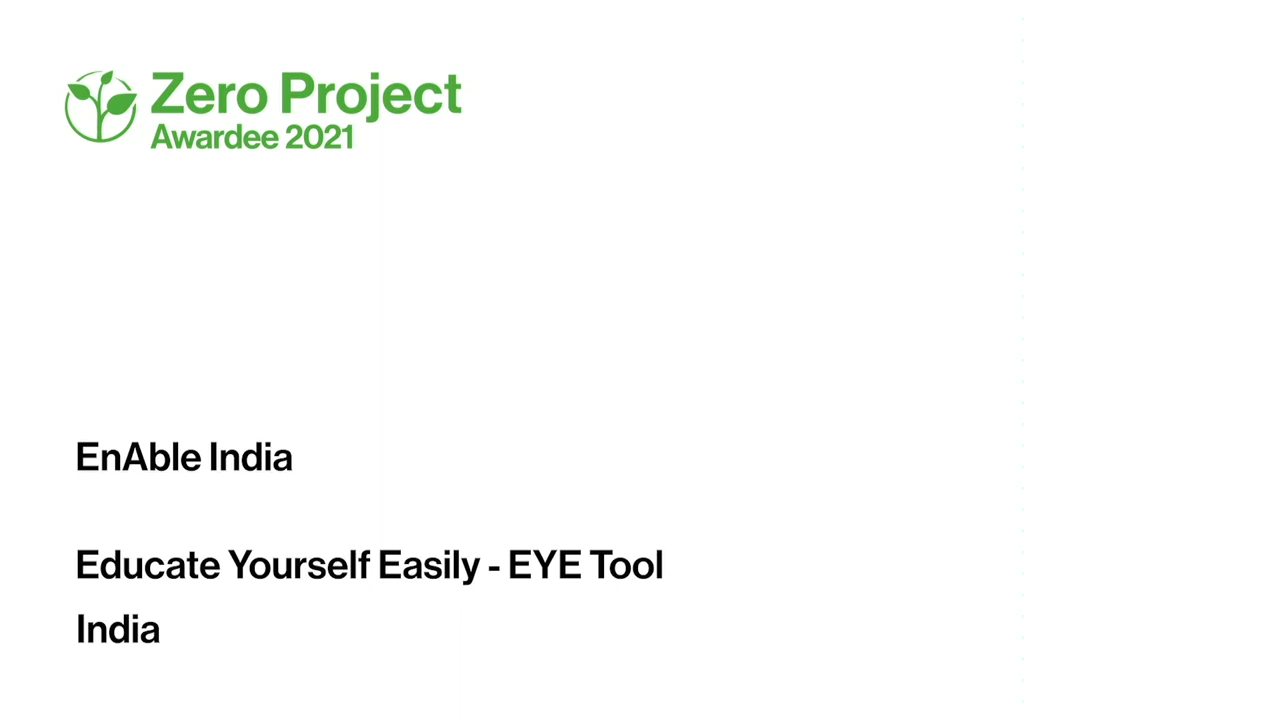 Zero Project
Awardee 2021
EnAble India
Educate Yourself Easily - EYE Tool
India